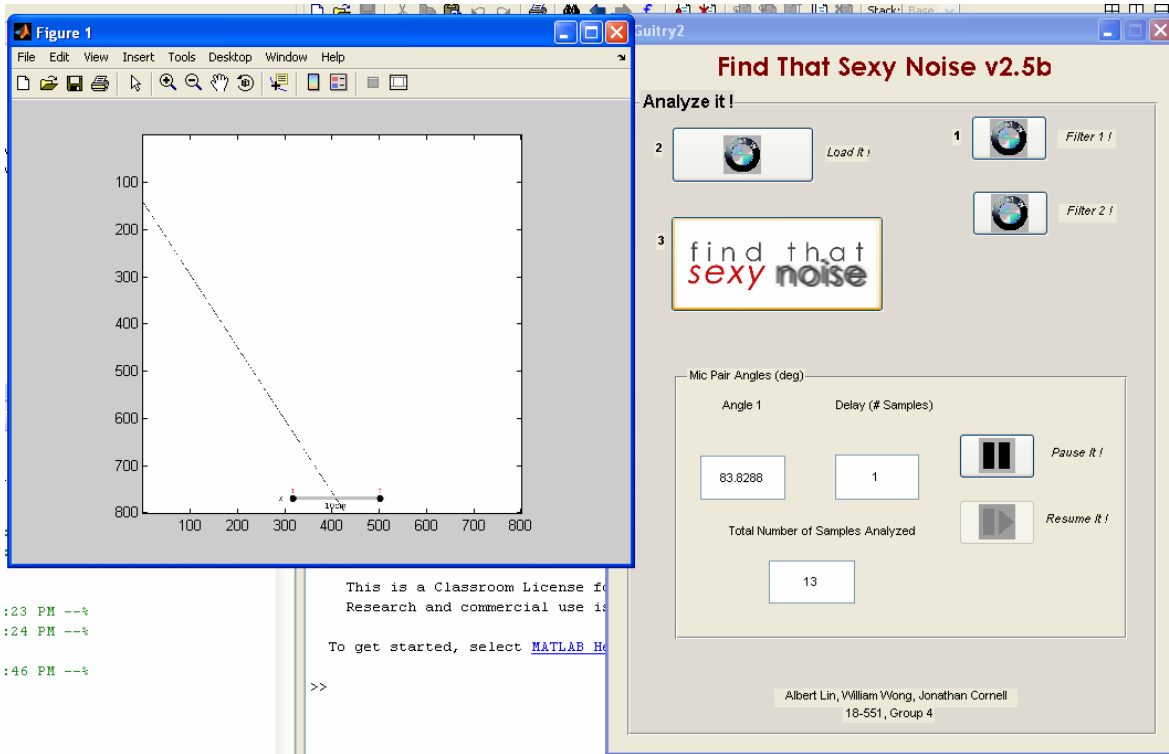 Stack: Base
Figure 1
File Edit View Insert Tools Desktop Window Help
100
200
300
400
500
600
700
800
100 200 300 400 500 600 700 800
x
:23 PM --%
:24 PM --%
:46 PM --%
This is a Classroom License fo
Research and commercial use is
To get started, select MATLAB He
>>
Guitry2
Find That Sexy Noise v2.5b
Analyze it !
2
Load It !
1
Filter 1 !
Filter 2 !
3
find that
sexy noise
Mic Pair Angles (deg)
Angle 1
Delay (# Samples)
83.8288
1
Pause It !
Total Number of Samples Analyzed
Resume It !
13
Albert Lin, William Wong, Jonathan Cornell
18-551, Group 4